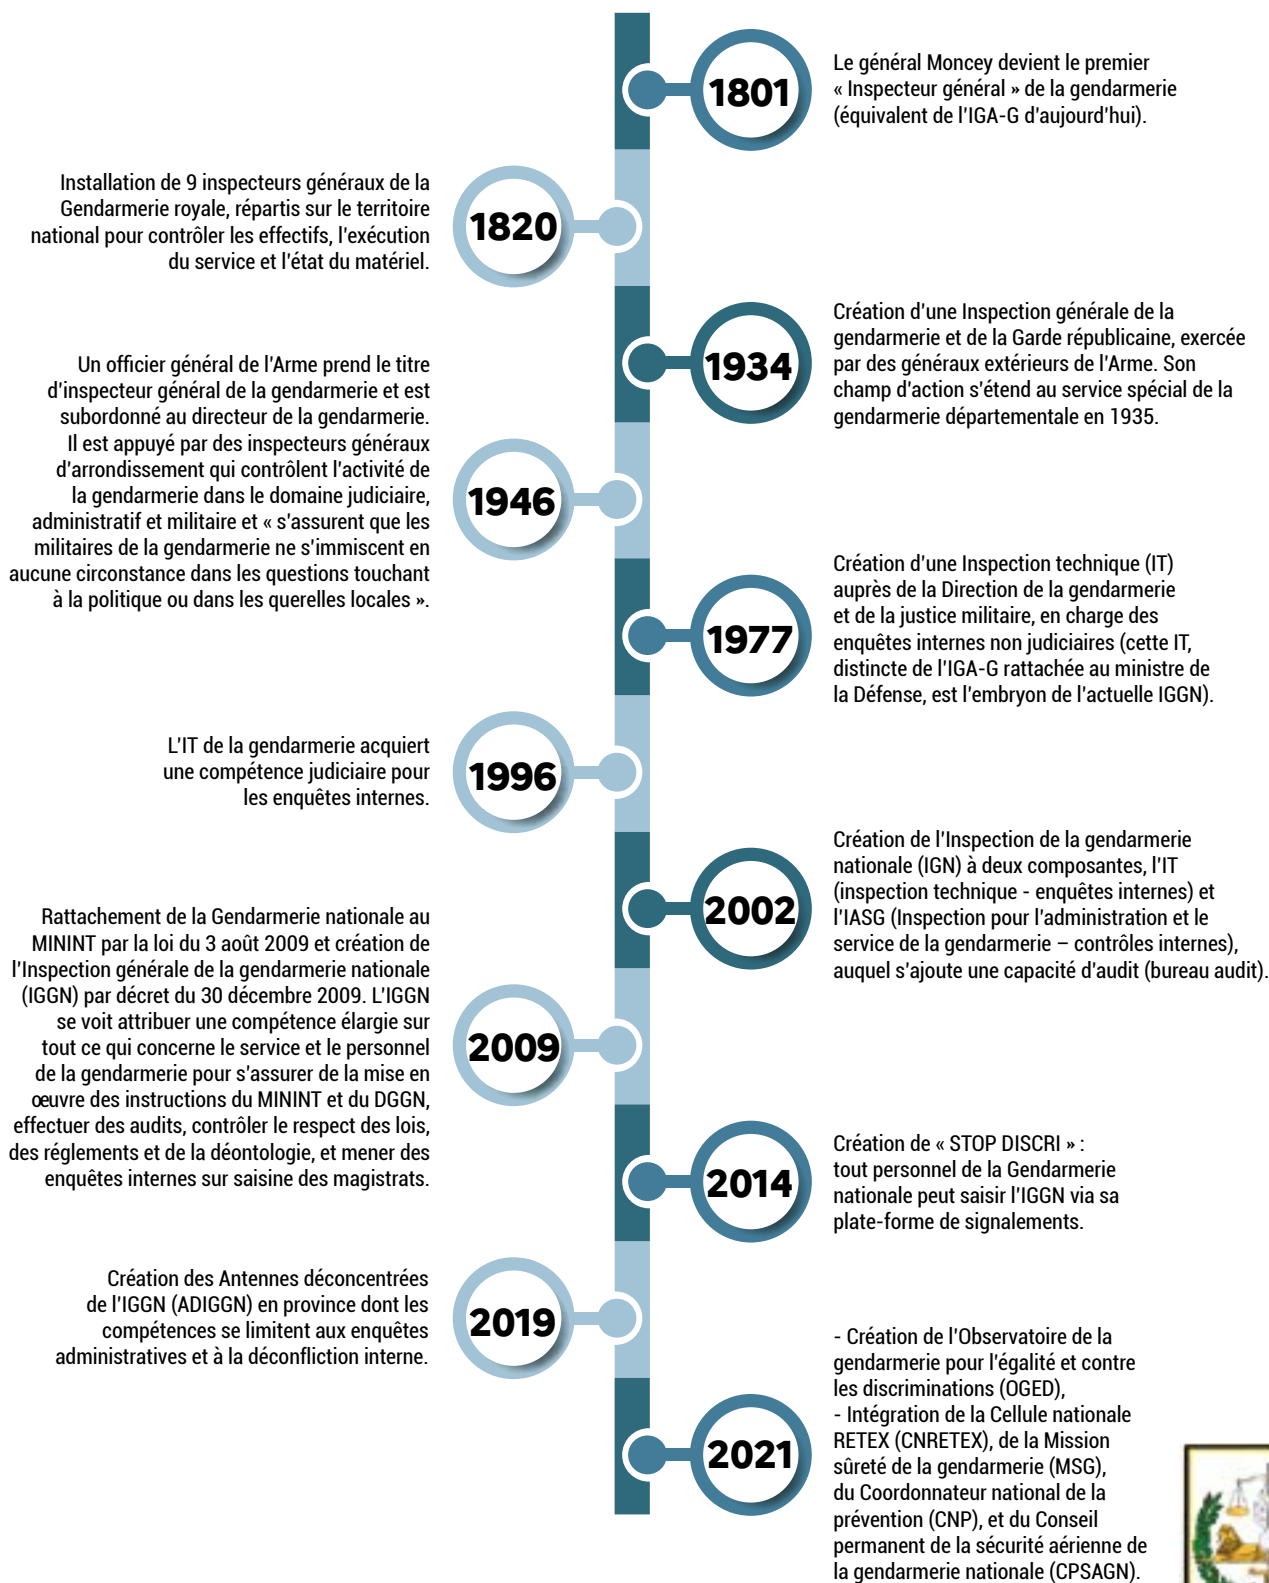 1801
Le général Moncey devient le premier
« Inspecteur général » de la gendarmerie
(équivalent de l'IGA-G d'aujourd'hui).
Installation de 9 inspecteurs généraux de la
Gendarmerie royale, répartis sur le territoire
national pour contrôler les effectifs, l'exécution
du service et l'état du matériel.
1820
1934
Création d'une Inspection générale de la
gendarmerie et de la Garde républicaine, exercée
par des généraux extérieurs de l'Arme. Son
champ d'action s'étend au service spécial de la
gendarmerie départementale en 1935.
Un officier général de l'Arme prend le titre
d'inspecteur général de la gendarmerie et est
subordonné au directeur de la gendarmerie.
Il est appuyé par des inspecteurs généraux
d'arrondissement qui contrôlent l'activité de
la gendarmerie dans le domaine judiciaire,
administratif et militaire et « s'assurent que les
militaires de la gendarmerie ne s'immiscent en
aucune circonstance dans les questions touchant
à la politique ou dans les querelles locales ».
1946
1977
Création d'une Inspection technique (IT)
auprès de la Direction de la gendarmerie
et de la justice militaire, en charge des
enquêtes internes non judiciaires (cette IT,
distincte de l'IGA-G rattachée au ministre de
la Défense, est l'embryon de l'actuelle IGGN).
L'IT de la gendarmerie acquiert
une compétence judiciaire pour
les enquêtes internes.
1996
2002
Création de l'Inspection de la gendarmerie
nationale (IGN) à deux composantes, l'IT
(inspection technique - enquêtes internes) et
l'IASG (Inspection pour l'administration et le
service de la gendarmerie – contrôles internes),
auquel s'ajoute une capacité d'audit (bureau audit).
Rattachement de la Gendarmerie nationale au
MININT par la loi du 3 août 2009 et création de
l'Inspection générale de la gendarmerie nationale
(IGGN) par décret du 30 décembre 2009. L'IGGN
se voit attribuer une compétence élargie sur
tout ce qui concerne le service et le personnel
de la gendarmerie pour s'assurer de la mise en
œuvre des instructions du MININT et du DGGN,
effectuer des audits, contrôler le respect des lois,
des réglements et de la déontologie, et mener des
enquêtes internes sur saisine des magistrats.
2009
2014
Création de « STOP DISCRI » :
tout personnel de la Gendarmerie
nationale peut saisir l'IGGN via sa
plate-forme de signalements.
Création des Antennes déconcentrées
de l'IGGN (ADIGGN) en province dont les
compétences se limitent aux enquêtes
administratives et à la déconfliction interne.
2019
2021
- Création de l'Observatoire de la
gendarmerie pour l'égalité et contre
les discriminations (OGED),
- Intégration de la Cellule nationale
RETEX (CNRETEX), de la Mission
sûreté de la gendarmerie (MSG),
du Coordonnateur national de la
prévention (CNP), et du Conseil
permanent de la sécurité aérienne de
la gendarmerie nationale (CPSAGN).